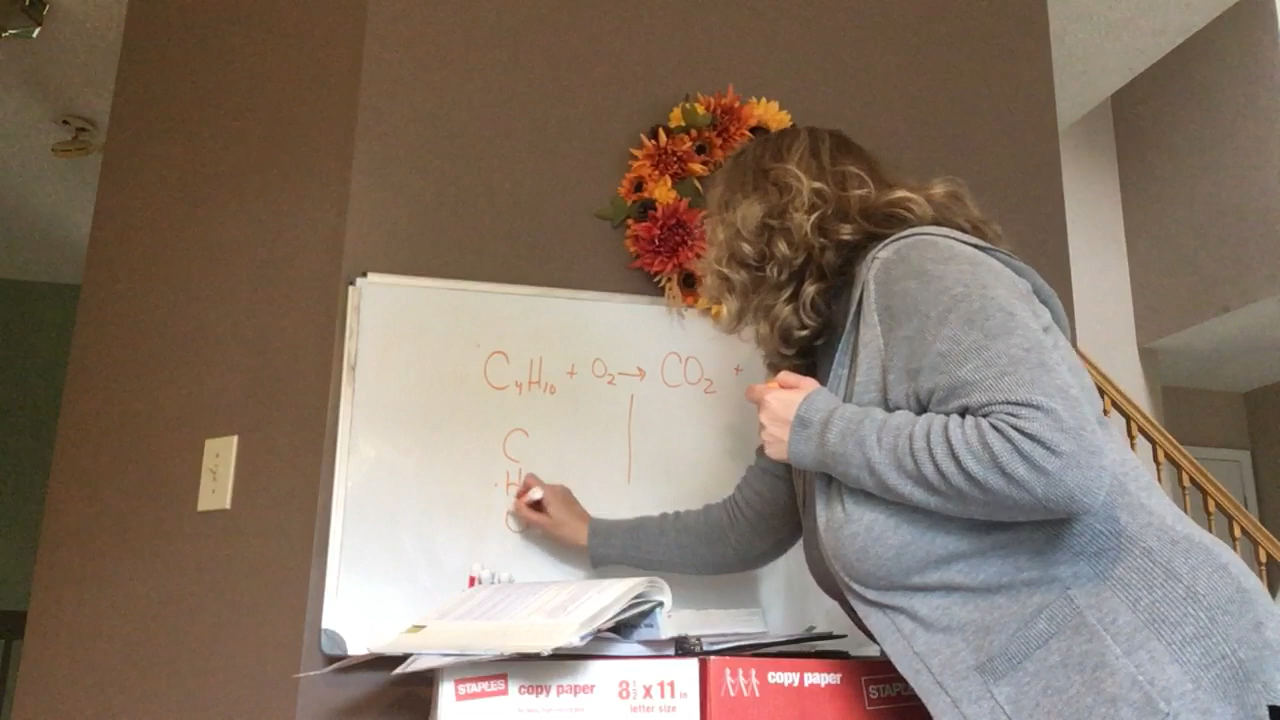 C₄H₁₀ + O₂ → CO₂ +
C
H
STAPLES copy paper 8½ x 11 in
letter size
copy paper STAPLES